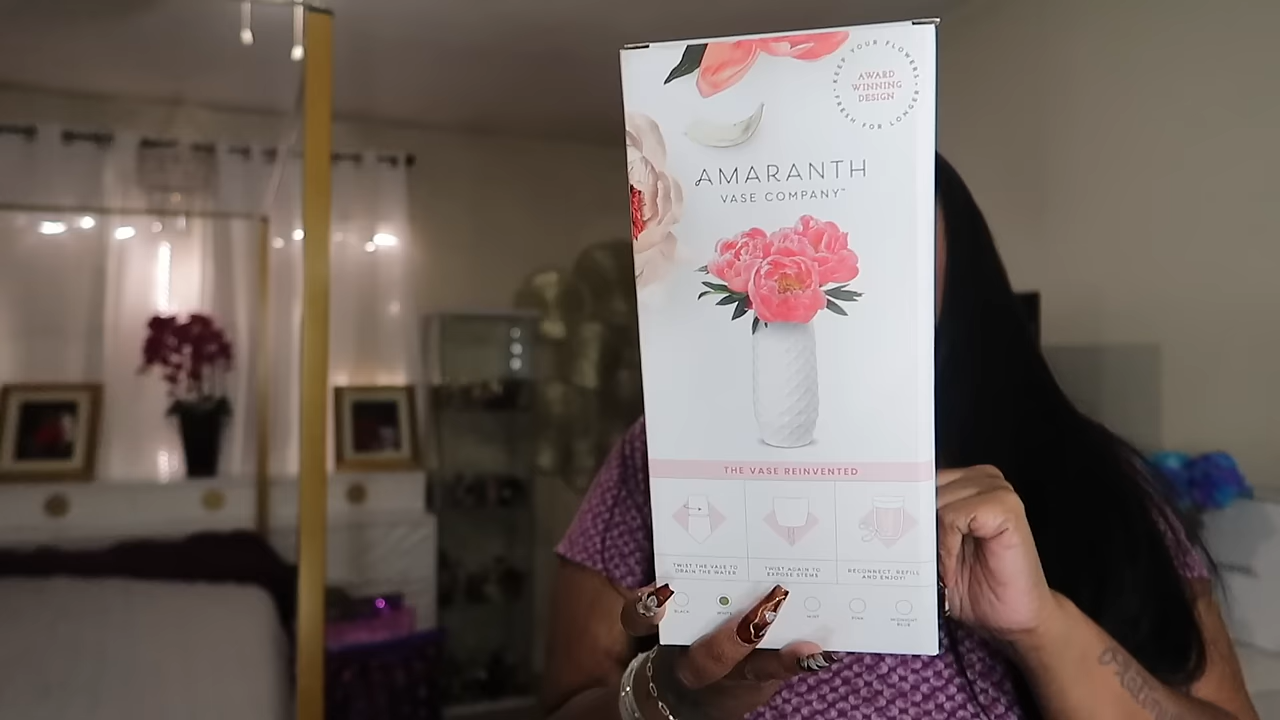 KEEP YOUR FLOWERS
AWARD
WINNING
DESIGN
FRESH FOR LONGER
AMARANTH
VASE COMPANY™
THE VASE REINVENTED
TWIST THE VASE TO
DRAIN THE WATER
TWIST AGAIN TO
EXPOSE STEMS
RECONNECT, REFILL
AND ENJOY!
BLACK
WHITE
MINT
PINK
MIDNIGHT
BLUE